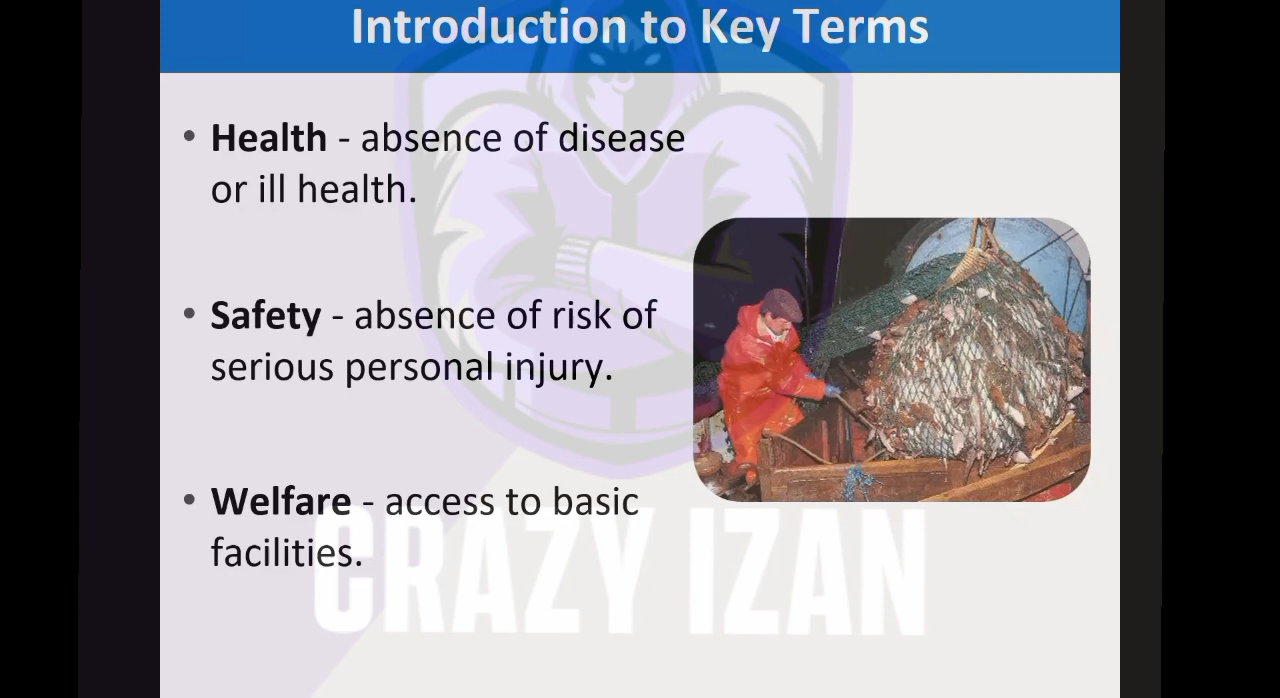 Introduction to Key Terms
• Health - absence of disease
or ill health.
• Safety - absence of risk of
serious personal injury.
• Welfare - access to basic
facilities.
CRAZY IZAN